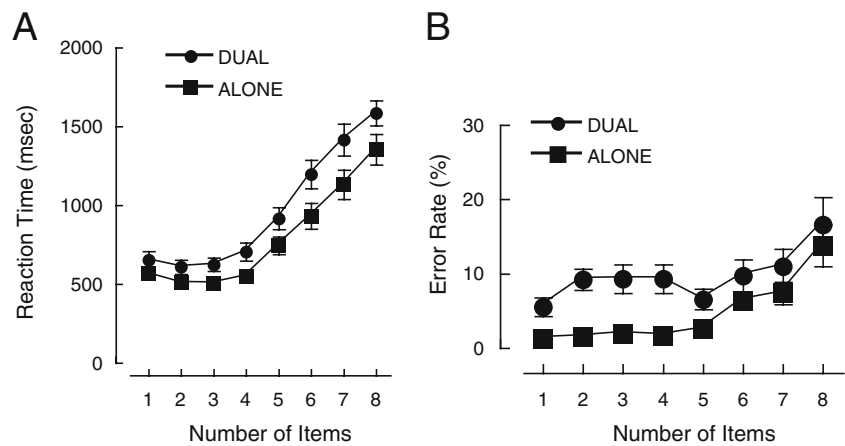 A
DUAL
ALONE
Reaction Time (msec)
2000
1500
1000
500
0
1 2 3 4 5 6 7 8
Number of Items
B
DUAL
ALONE
Error Rate (%)
30
20
10
0
1 2 3 4 5 6 7 8
Number of Items